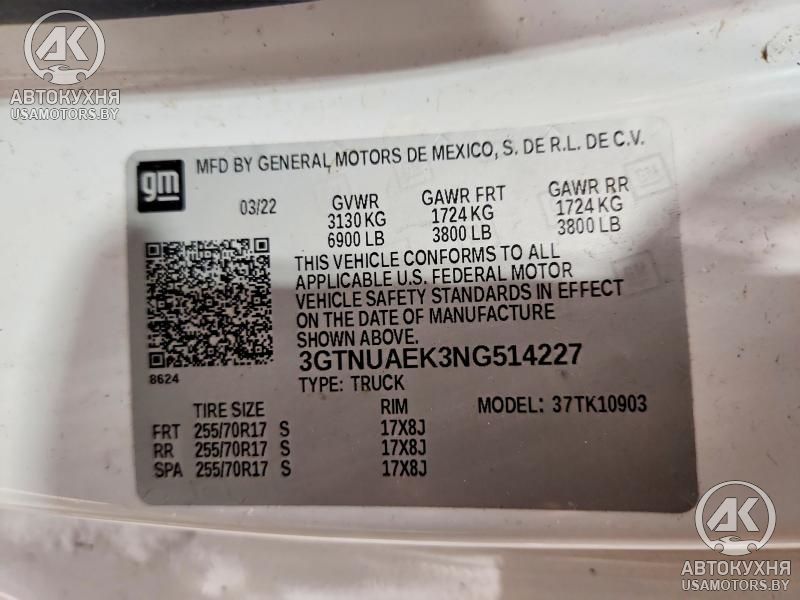 AK
АВТОКУХНЯ
USAMOTORS.BY
gm
MFD BY GENERAL MOTORS DE MEXICO, S. DE R.L. DE C.V.
03/22
GVWR GAWR FRT GAWR RR
3130 KG 1724 KG 1724 KG
6900 LB 3800 LB 3800 LB
THIS VEHICLE CONFORMS TO ALL
APPLICABLE U.S. FEDERAL MOTOR
VEHICLE SAFETY STANDARDS IN EFFECT
ON THE DATE OF MANUFACTURE
SHOWN ABOVE.
3GTNUAEK3NG514227
8624
TYPE: TRUCK
TIRE SIZE RIM MODEL: 37TK10903
FRT 255/70R17 S 17X8J
RR 255/70R17 S 17X8J
SPA 255/70R17 S 17X8J
AK
АВТОКУХНЯ
USAMOTORS.BY